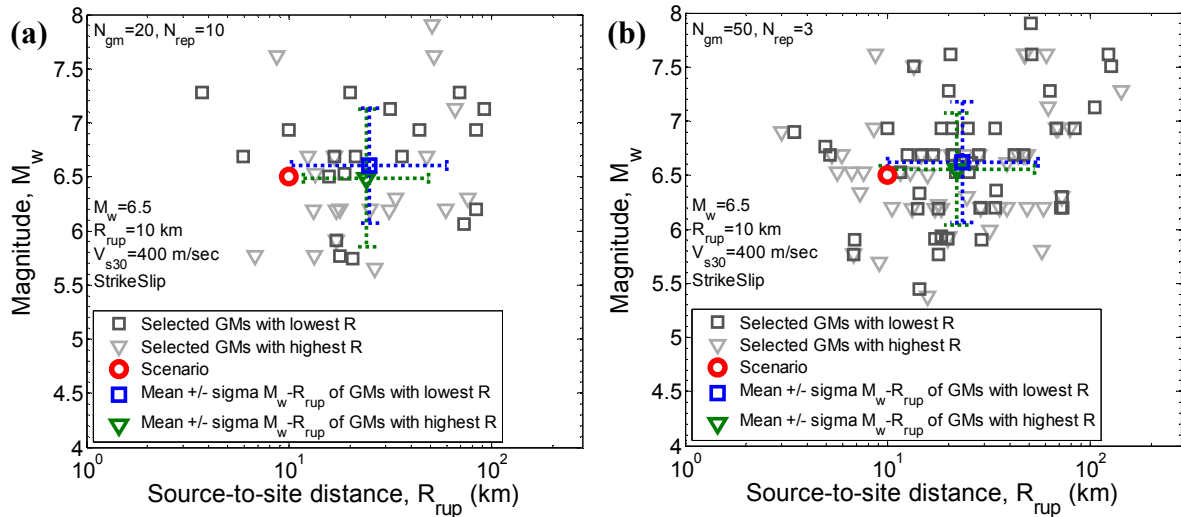 (a)
N_gm=20, N_rep=10
8
7.5
7
6.5
6
5.5
5
4.5
4
Magnitude, M_w
M_w=6.5
R_rup=10 km
V_s30=400 m/sec
StrikeSlip
Selected GMs with lowest R
Selected GMs with highest R
Scenario
Mean +/- sigma M_w-R_rup of GMs with lowest R
Mean +/- sigma M_w-R_rup of GMs with highest R
10^0
10^1
10^2
Source-to-site distance, R_rup (km)
(b)
N_gm=50, N_rep=3
8
7.5
7
6.5
6
5.5
5
4.5
4
Magnitude, M_w
M_w=6.5
R_rup=10 km
V_s30=400 m/sec
StrikeSlip
Selected GMs with lowest R
Selected GMs with highest R
Scenario
Mean +/- sigma M_w-R_rup of GMs with lowest R
Mean +/- sigma M_w-R_rup of GMs with highest R
10^0
10^1
10^2
Source-to-site distance, R_rup (km)